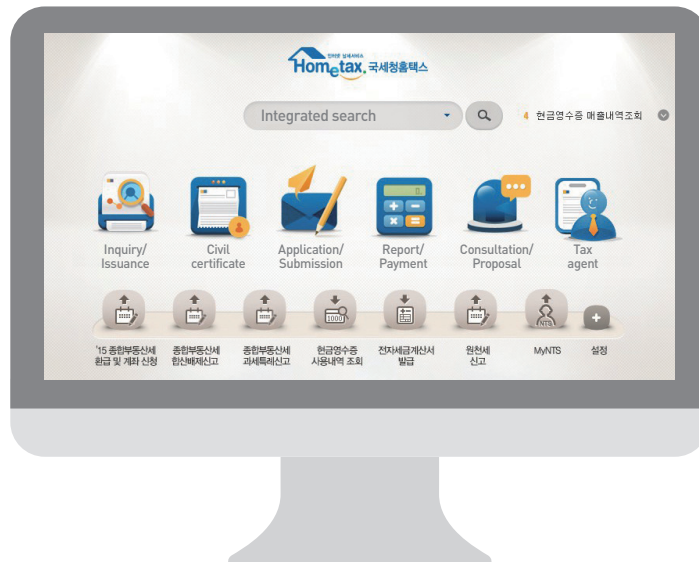 인터넷 납세서비스
Hometax. 국세청홈택스
Integrated search
4 현금영수증 매출내역조회
Inquiry/
Issuance
Civil
certificate
Application/
Submission
Report/
Payment
Consultation/
Proposal
Tax
agent
'15 종합부동산세
환급 및 계좌 신청
종합부동산세
합산배제신고
종합부동산세
과세특례신고
현금영수증
사용내역 조회
전자세금계산서
발급
원천세
신고
NTS
MyNTS
설정